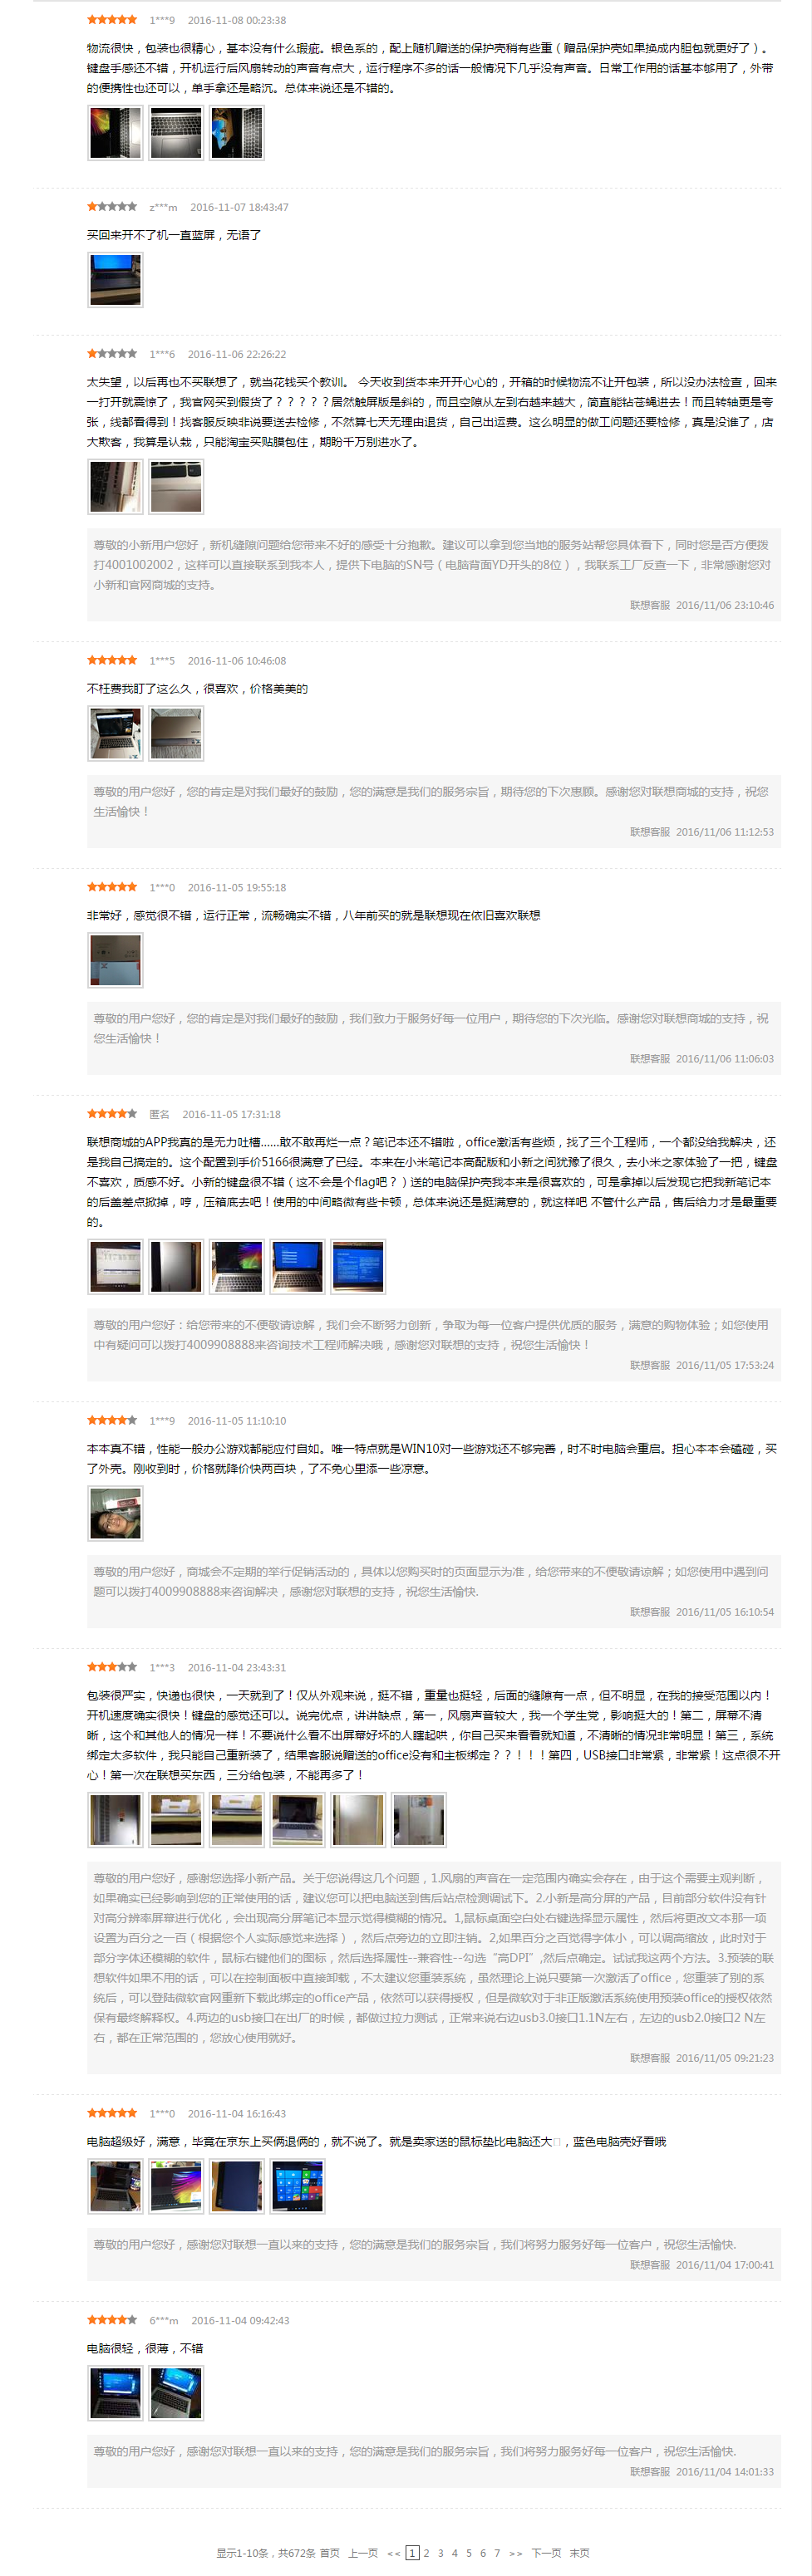 1***9 2016-11-08 00:23:38
物流很快，包装也很精心，基本没有什么瑕疵。银色系的，配上随机赠送的保护壳稍有些重（赠品保护壳如果换成内胆包就更好了）。
键盘手感还不错，开机运行后风扇转动的声音有点大，运行程序不多的话一般情况下几乎没有声音。日常工作用的话基本够用了，外带
的便携性也还可以，单手拿还是略沉。总体来说还是不错的。
z***m 2016-11-07 18:43:47
买回来开不了机一直蓝屏，无语了
1***6 2016-11-06 22:26:22
太失望，以后再也不买联想了，就当花钱买个教训。 今天收到货本来开开心心的，开箱的时候物流不让开包装，所以没办法检查，回来
一打开就震惊了，我官网买到假货了？？？？？居然触屏版是斜的，而且空隙从左到右越来越大，简直能钻苍蝇进去！而且转轴更是夸
张，线都看得到！找客服反映非说要送去检修，不然算七天无理由退货，自己出运费。这么明显的做工问题还要检修，真是没谁了，店
大欺客，我算是认栽，只能淘宝买贴膜包住，期盼千万别进水了。
尊敬的小新用户您好，新机缝隙问题给您带来不好的感受十分抱歉。建议可以拿到您当地的服务站帮您具体看下，同时您是否方便拨
打4001002002，这样可以直接联系到我本人，提供下电脑的SN号（电脑背面YD开头的8位），我联系工厂反查一下，非常感谢您对
小新和官网商城的支持。
联想客服 2016/11/06 23:10:46
1***5 2016-11-06 10:46:08
不枉费我盯了这么久，很喜欢，价格美美的
尊敬的用户您好，您的肯定是对我们最好的鼓励，您的满意是我们的服务宗旨，期待您的下次惠顾。感谢您对联想商城的支持，祝您
生活愉快！
联想客服 2016/11/06 11:12:53
1***0 2016-11-05 19:55:18
非常好，感觉很不错，运行正常，流畅确实不错，八年前买的就是联想现在依旧喜欢联想
尊敬的用户您好，您的肯定是对我们最好的鼓励，我们致力于服务好每一位用户，期待您的下次光临。感谢您对联想商城的支持，祝
您生活愉快！
联想客服 2016/11/06 11:06:03
匿名 2016-11-05 17:31:18
联想商城的APP我真的是无力吐槽……敢不敢再烂一点？笔记本还不错啦，office激活有些烦，找了三个工程师，一个都没给我解决，还
是我自己搞定的。这个配置到手价5166很满意了已经。本来在小米笔记本高配版和小新之间犹豫了很久，去小米之家体验了一把，键盘
不喜欢，质感不好。小新的键盘很不错（这不会是个flag吧？）送的电脑保护壳我本来是很喜欢的，可是拿掉以后发现它把我新笔记本
的后盖差点掀掉，哼，压箱底去吧！使用的中间略微有些卡顿，总体来说还是挺满意的，就这样吧 不管什么产品，售后给力才是最重要
的。
尊敬的用户您好：给您带来的不便敬请谅解，我们会不断努力创新，争取为每一位客户提供优质的服务，满意的购物体验；如您使用
中有疑问可以拨打4009908888来咨询技术工程师解决哦，感谢您对联想的支持，祝您生活愉快！
联想客服 2016/11/05 17:53:24
1***9 2016-11-05 11:10:10
本本真不错，性能一般办公游戏都能应付自如。唯一特点就是WIN10对一些游戏还不够完善，时不时电脑会重启。担心本本会磕碰，买
了外壳。刚收到时，价格就降价快两百块，了不免心里添一些凉意。
尊敬的用户您好，商城会不定期的举行促销活动的，具体以您购买时的页面显示为准，给您带来的不便敬请谅解；如您使用中遇到问
题可以拨打4009908888来咨询解决，感谢您对联想的支持，祝您生活愉快.
联想客服 2016/11/05 16:10:54
1***3 2016-11-04 23:43:31
包装很严实，快递也很快，一天就到了！仅从外观来说，挺不错，重量也挺轻，后面的缝隙有一点，但不明显，在我的接受范围以内！
开机速度确实很快！键盘的感觉还可以。说完优点，讲讲缺点，第一，风扇声音较大，我一个学生党，影响挺大的！第二，屏幕不清
晰，这个和其他人的情况一样！不要说什么看不出屏幕好坏的人瞎起哄，你自己买来看看就知道，不清晰的情况非常明显！第三，系统
绑定太多软件，我只能自己重新装了，结果客服说赠送的office没有和主板绑定？？！！！第四，USB接口非常紧，非常紧！这点很不开
心！第一次在联想买东西，三分给包装，不能再多了！
尊敬的用户您好，感谢您选择小新产品。关于您说得这几个问题，1.风扇的声音在一定范围内确实会存在，由于这个需要主观判断，
如果确实已经影响到您的正常使用的话，建议您可以把电脑送到售后站点检测调试下。2.小新是高分屏的产品，目前部分软件没有针
对高分辨率屏幕进行优化，会出现高分屏笔记本显示觉得模糊的情况。1,鼠标桌面空白处右键选择显示属性，然后将更改文本那一项
设置为百分之一百（根据您个人实际感觉来选择），然后点旁边的立即注销。2,如果百分之百觉得字体小，可以调高缩放，此时对于
部分字体还模糊的软件，鼠标右键他们的图标，然后选择属性--兼容性--勾选“高DPI”,然后点确定。试试我这两个方法。3.预装的联
想软件如果不用的话，可以在控制面板中直接卸载，不太建议您重装系统，虽然理论上说只要第一次激活了office，您重装了别的系
统后，可以登陆微软官网重新下载此绑定的office产品，依然可以获得授权，但是微软对于非正版激活系统使用预装office的授权依然
保有最终解释权。4.两边的usb接口在出厂的时候，都做过拉力测试，正常来说右边usb3.0接口1.1N左右，左边的usb2.0接口2 N左
右，都在正常范围的，您放心使用就好。
联想客服 2016/11/05 09:21:23
1***0 2016-11-04 16:16:43
电脑超级好，满意，毕竟在京东上买俩退俩的，就不说了。就是卖家送的鼠标垫比电脑还大，蓝色电脑壳好看哦
尊敬的用户您好，感谢您对联想一直以来的支持，您的满意是我们的服务宗旨，我们将努力服务好每一位客户，祝您生活愉快.
联想客服 2016/11/04 17:00:41
6***m 2016-11-04 09:42:43
电脑很轻，很薄，不错
尊敬的用户您好，感谢您对联想一直以来的支持，您的满意是我们的服务宗旨，我们将努力服务好每一位客户，祝您生活愉快.
联想客服 2016/11/04 14:01:33
显示1-10条，共672条 首页 上一页 << 1 2 3 4 5 6 7 >> 下一页 末页